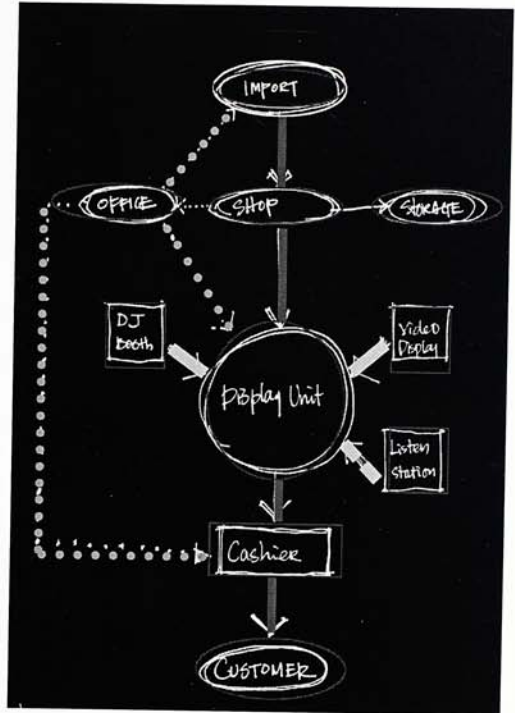 IMPORT
OFFICE
SHOP
STORAGE
DJ
Booth
Video
Display
Display Unit
Listen
Station
Cashier
CUSTOMER